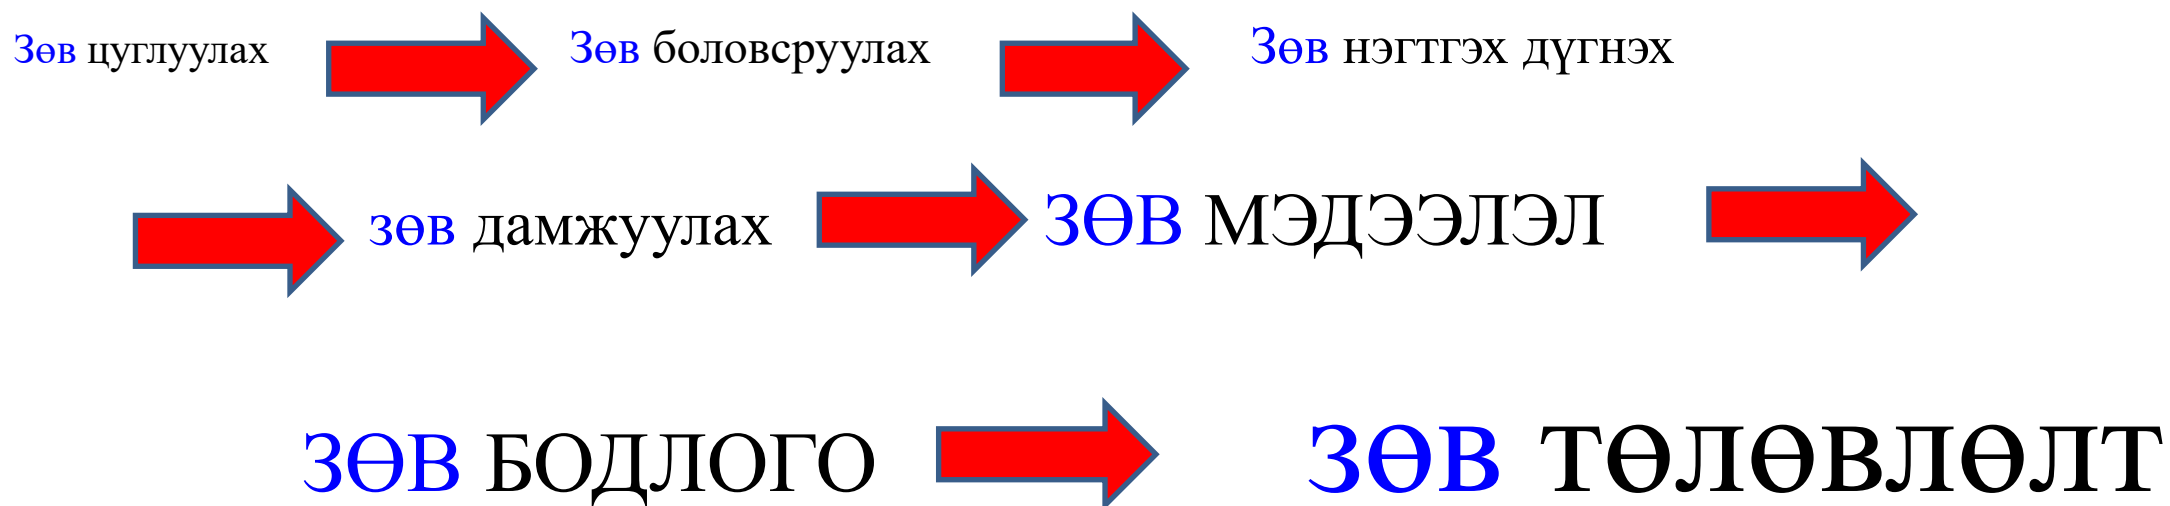 Зөв цуглуулах Зөв боловсруулах Зөв нэгтгэх дүгнэх
зөв дамжуулах ЗӨВ МЭДЭЭЛЭЛ
ЗӨВ БОДЛОГО ЗӨВ ТӨЛӨВЛӨЛТ